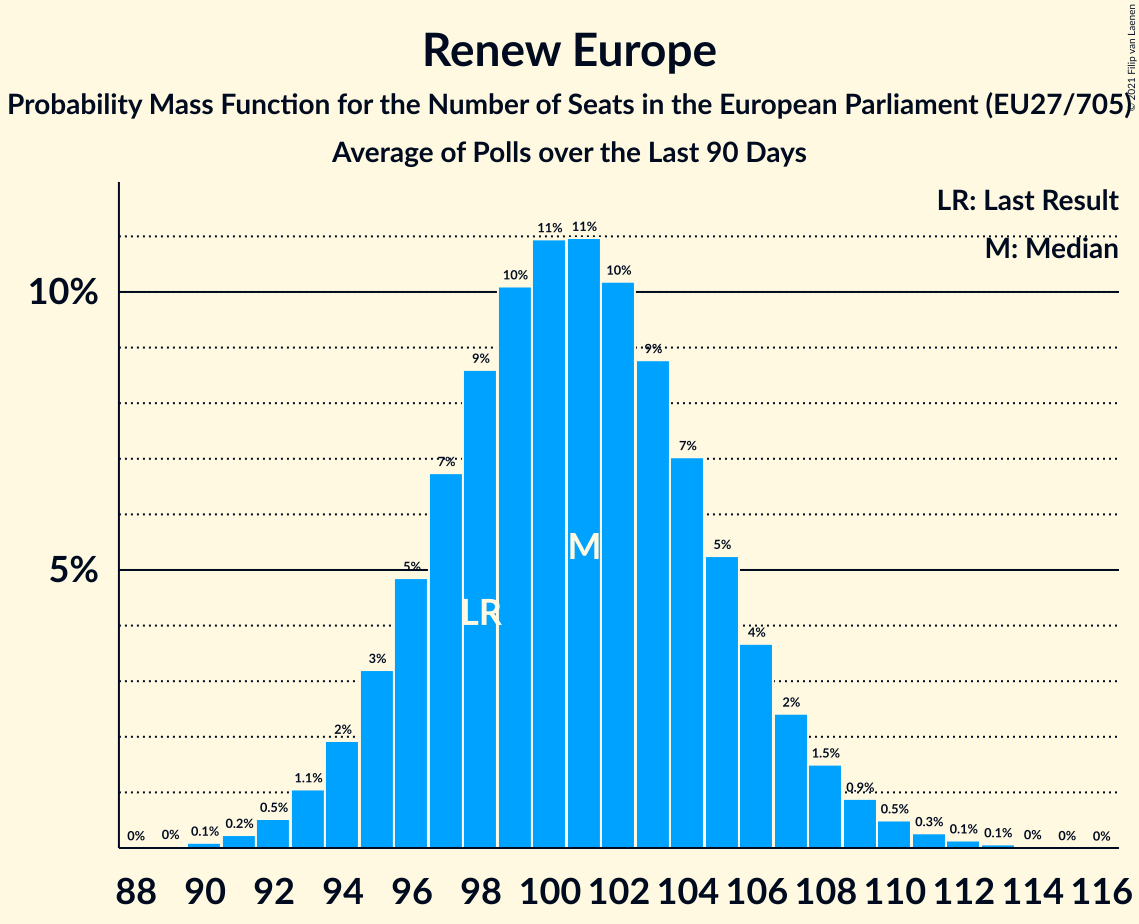 Renew Europe
Probability Mass Function for the Number of Seats in the European Parliament (EU27/705)
Average of Polls over the Last 90 Days
© 2021 Filip van Laenen
LR: Last Result
M: Median
10%
5%
0% 0% 0.1% 0.2% 0.5% 1.1% 2% 3% 5% 7% 9% 10% 11% 11% 10% 9% 7% 5% 4% 2% 1.5% 0.9% 0.5% 0.3% 0.1% 0.1% 0% 0% 0%
M
LR
88 90 92 94 96 98 100 102 104 106 108 110 112 114 116